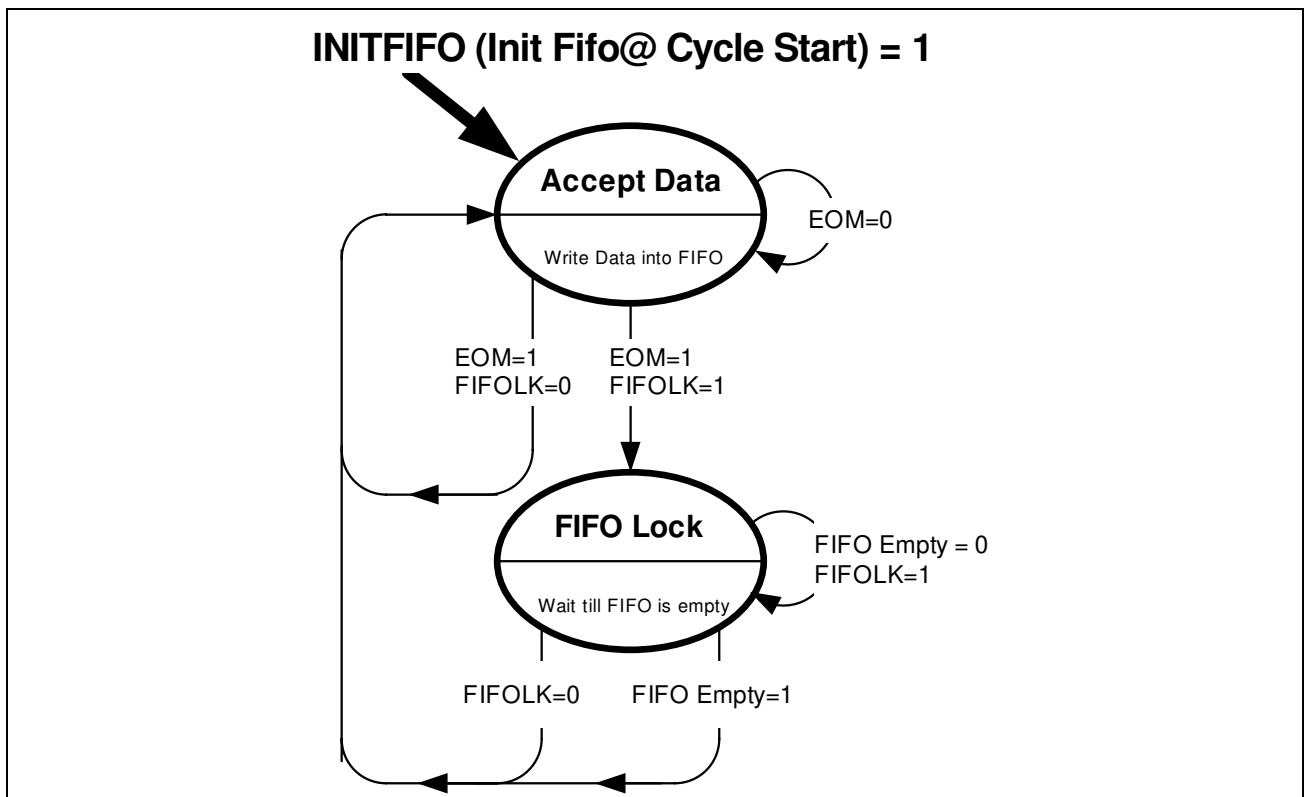 INITFIFO (Init Fifo@ Cycle Start) = 1
Accept Data
EOM=0
Write Data into FIFO
EOM=1
FIFOLK=0
EOM=1
FIFOLK=1
FIFO Lock
FIFO Empty = 0
FIFOLK=1
Wait till FIFO is empty
FIFOLK=0
FIFO Empty=1